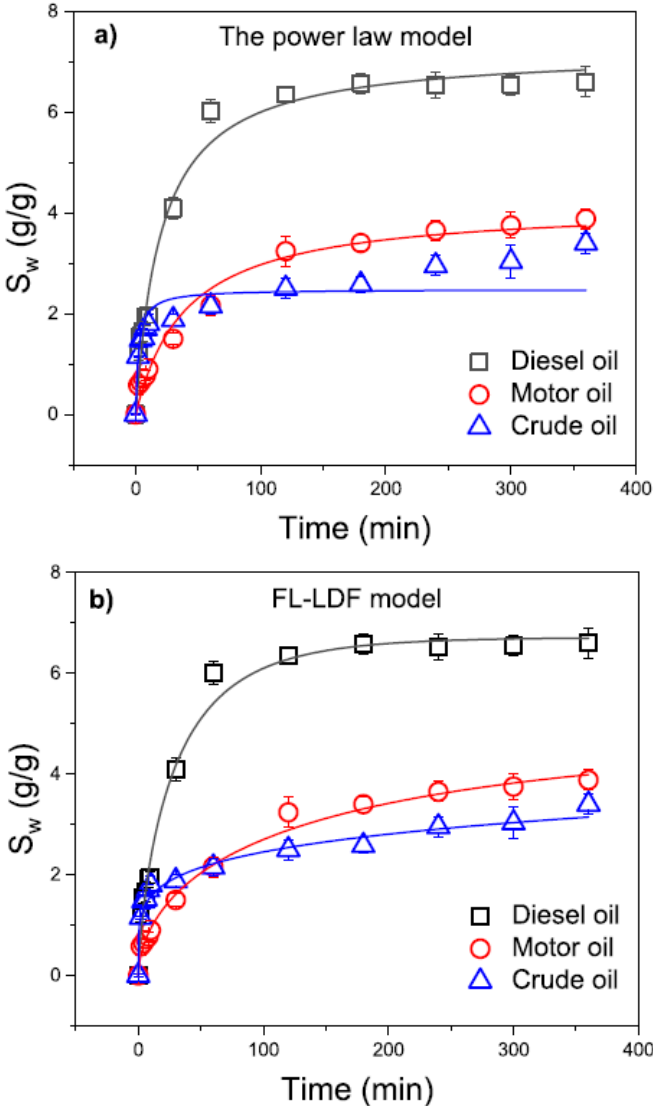 a)
The power law model
8
6
4
2
0
S_w (g/g)
Diesel oil
Motor oil
Crude oil
0 100 200 300 400
Time (min)
b)
FL-LDF model
8
6
4
2
0
S_w (g/g)
Diesel oil
Motor oil
Crude oil
0 100 200 300 400
Time (min)